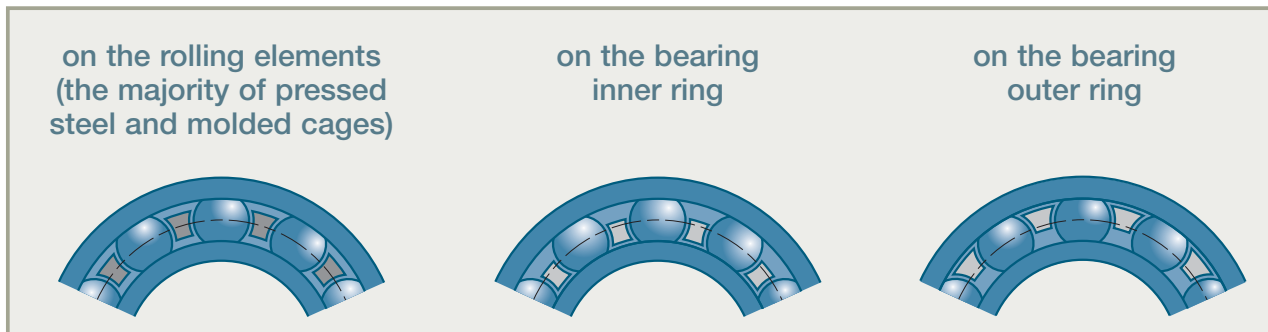 on the rolling elements
(the majority of pressed
steel and molded cages)
on the bearing
inner ring
on the bearing
outer ring